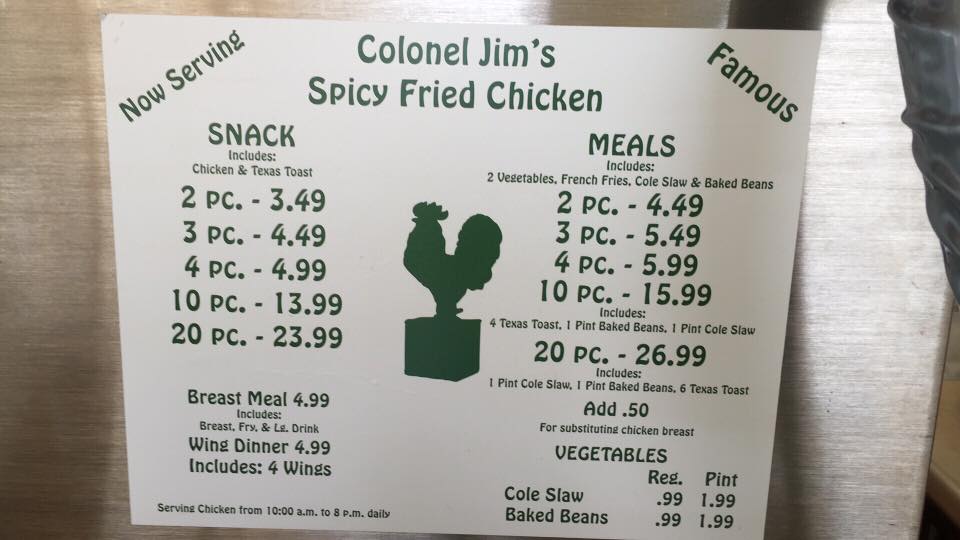 Now Serving
Colonel Jim's
Spicy Fried Chicken
Famous
SNACK
Includes:
Chicken & Texas Toast
2 PC. - 3.49
3 PC. - 4.49
4 PC. - 4.99
10 PC. - 13.99
20 PC. - 23.99
Breast Meal 4.99
Includes:
Breast, Fry, & Lg. Drink
Wing Dinner 4.99
Includes: 4 Wings
Serving Chicken from 10:00 a.m. to 8 p.m. daily
MEALS
Includes:
2 Vegetables, French Fries, Cole Slaw & Baked Beans
2 PC. - 4.49
3 PC. - 5.49
4 PC. - 5.99
10 PC. - 15.99
Includes:
4 Texas Toast, 1 Pint Baked Beans, 1 Pint Cole Slaw
20 PC. - 26.99
Includes:
1 Pint Cole Slaw, 1 Pint Baked Beans, 6 Texas Toast
Add .50
For substituting chicken breast
VEGETABLES
Reg. Pint
Cole Slaw .99 1.99
Baked Beans .99 1.99